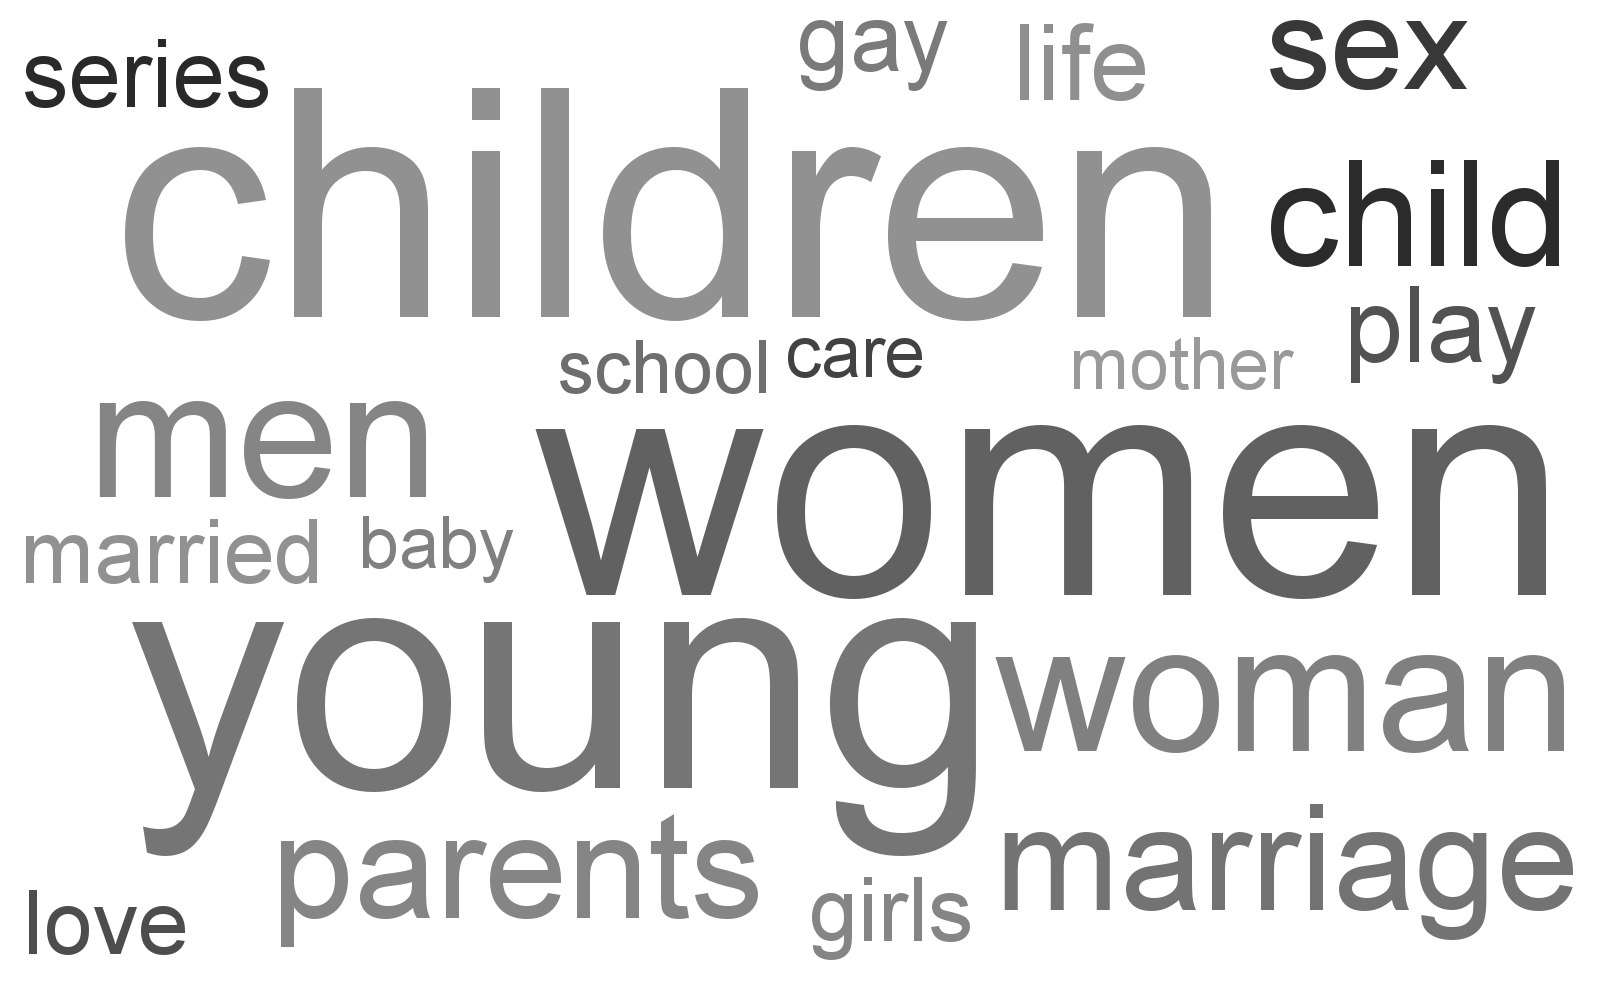 series
gay
life
sex
children
child
play
school
care
mother
men
women
married
baby
young
woman
parents
marriage
love
girls